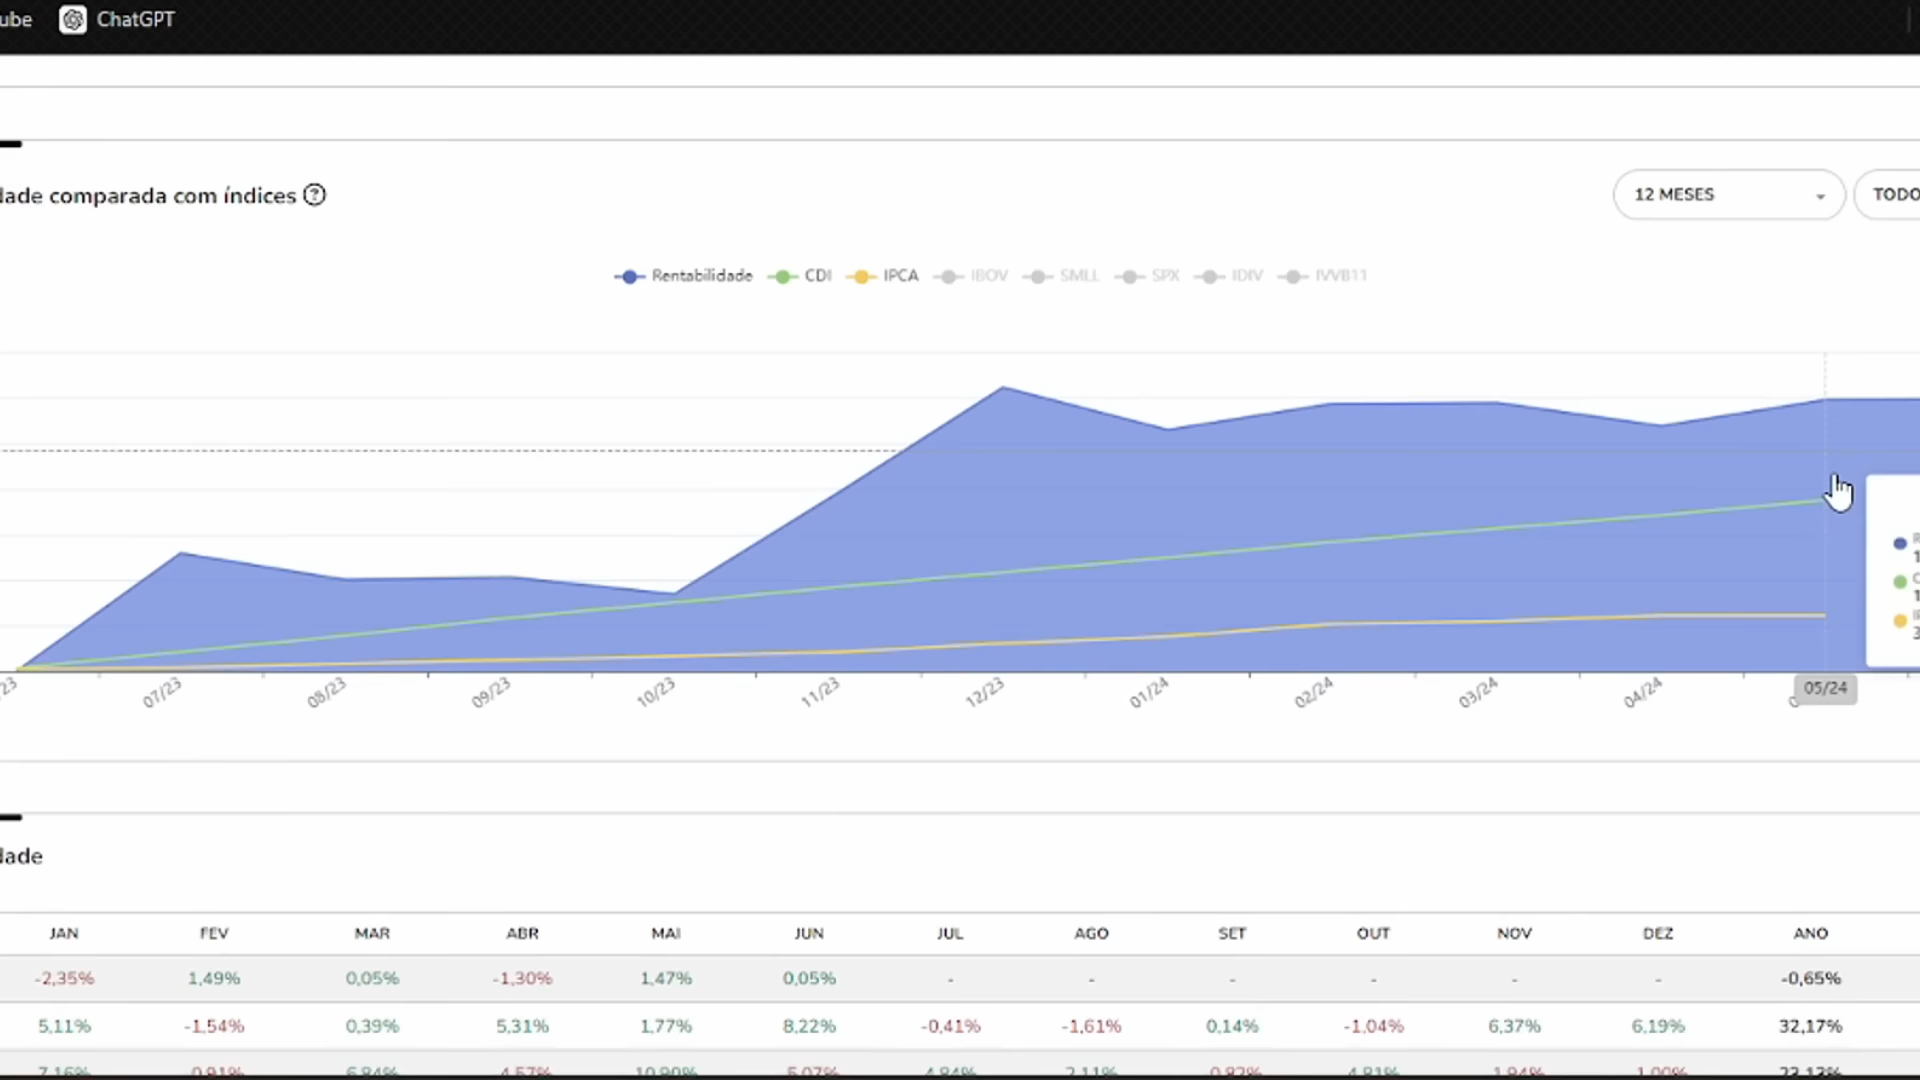 ube ChatGPT
dade comparada com índices ?
12 MESES TODO
Rentabilidade CDI IPCA IBOV SMLL SPX IDIV IVVB11
07/23 08/23 09/23 10/23 11/23 12/23 01/24 02/24 03/24 04/24 05/24
dade
JAN FEV MAR ABR MAI JUN JUL AGO SET OUT NOV DEZ ANO
-2,35% 1,49% 0,05% -1,30% 1,47% 0,05% - - - - - - -0,65%
5,11% -1,54% 0,39% 5,31% 1,77% 8,22% -0,41% -1,61% 0,14% -1,04% 6,37% 6,19% 32,17%